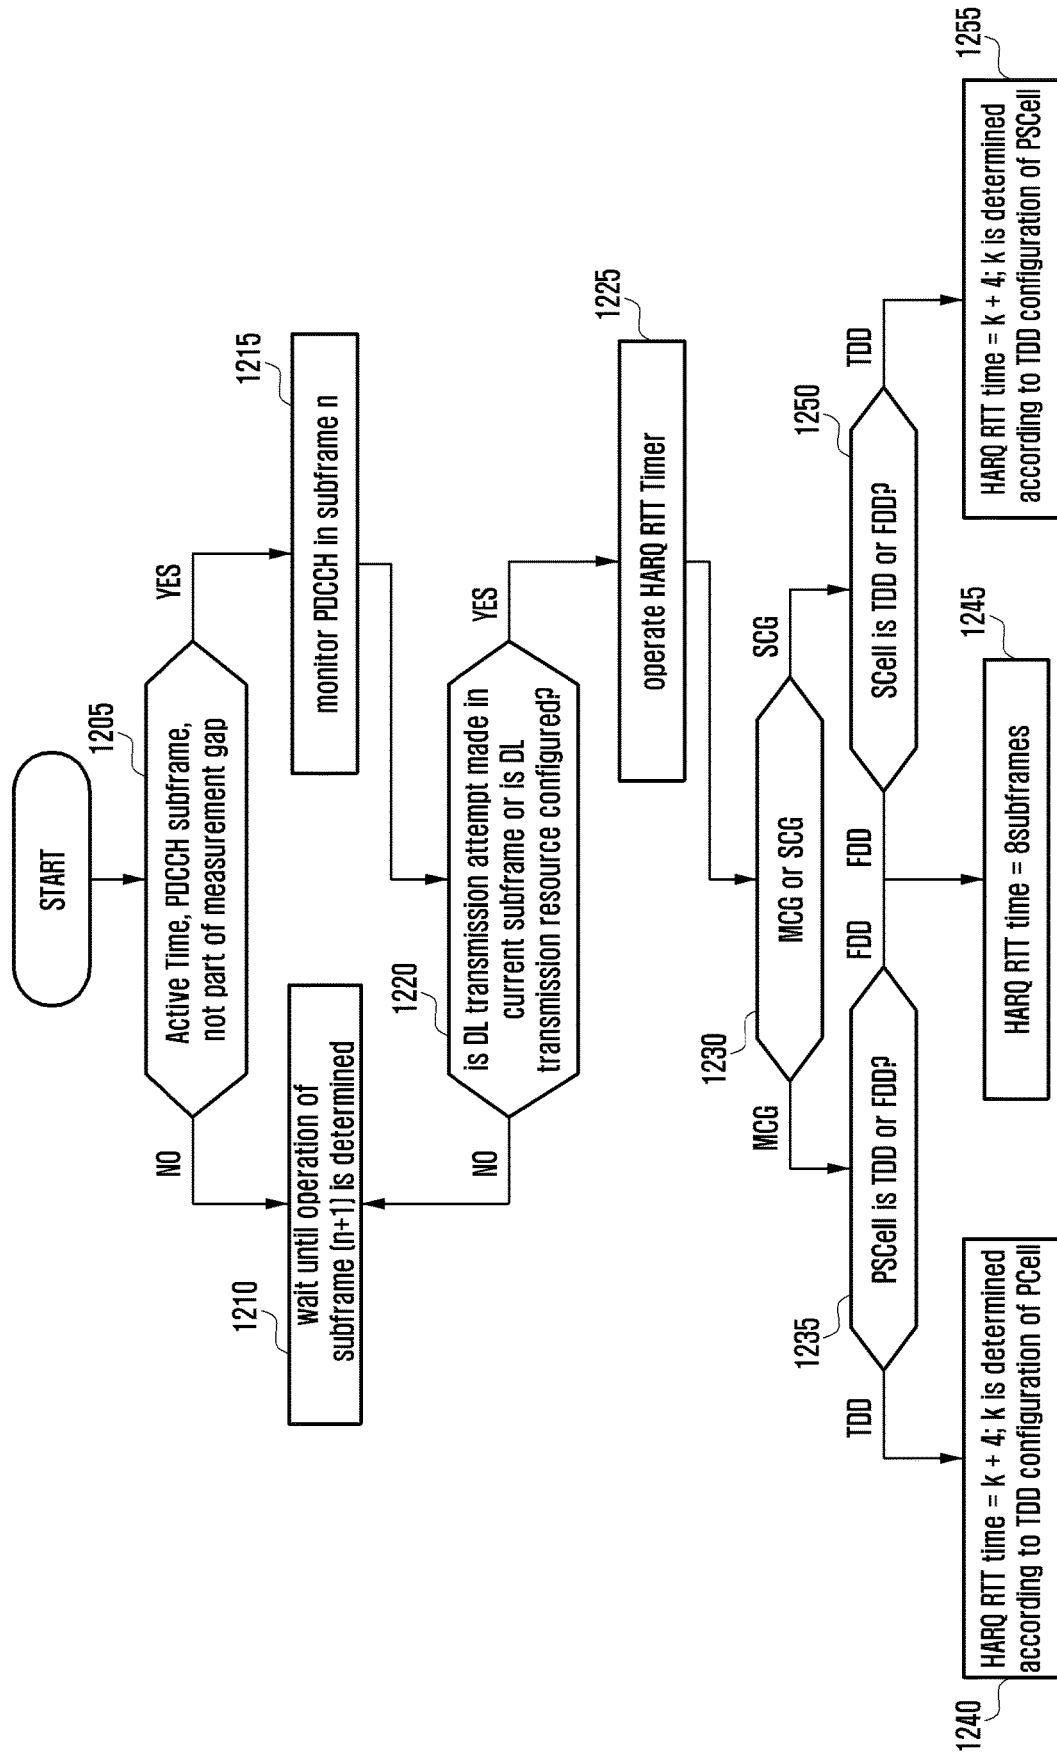 START
1205
Active Time, PDCCH subframe,
not part of measurement gap
NO
YES
1210
wait until operation of
subframe (n+1) is determined
1215
monitor PDCCH in subframe n
1220
is DL transmission attempt made in
current subframe or is DL
transmission resource configured?
NO
YES
1225
operate HARQ RTT Timer
1230
MCG or SCG
MCG
SCG
1235
PSCell is TDD or FDD?
1250
SCell is TDD or FDD?
TDD
FDD
FDD
TDD
1240
HARQ RTT time = k + 4; k is determined
according to TDD configuration of PCell
1245
HARQ RTT time = 8subframes
1255
HARQ RTT time = k + 4; k is determined
according to TDD configuration of PSCell